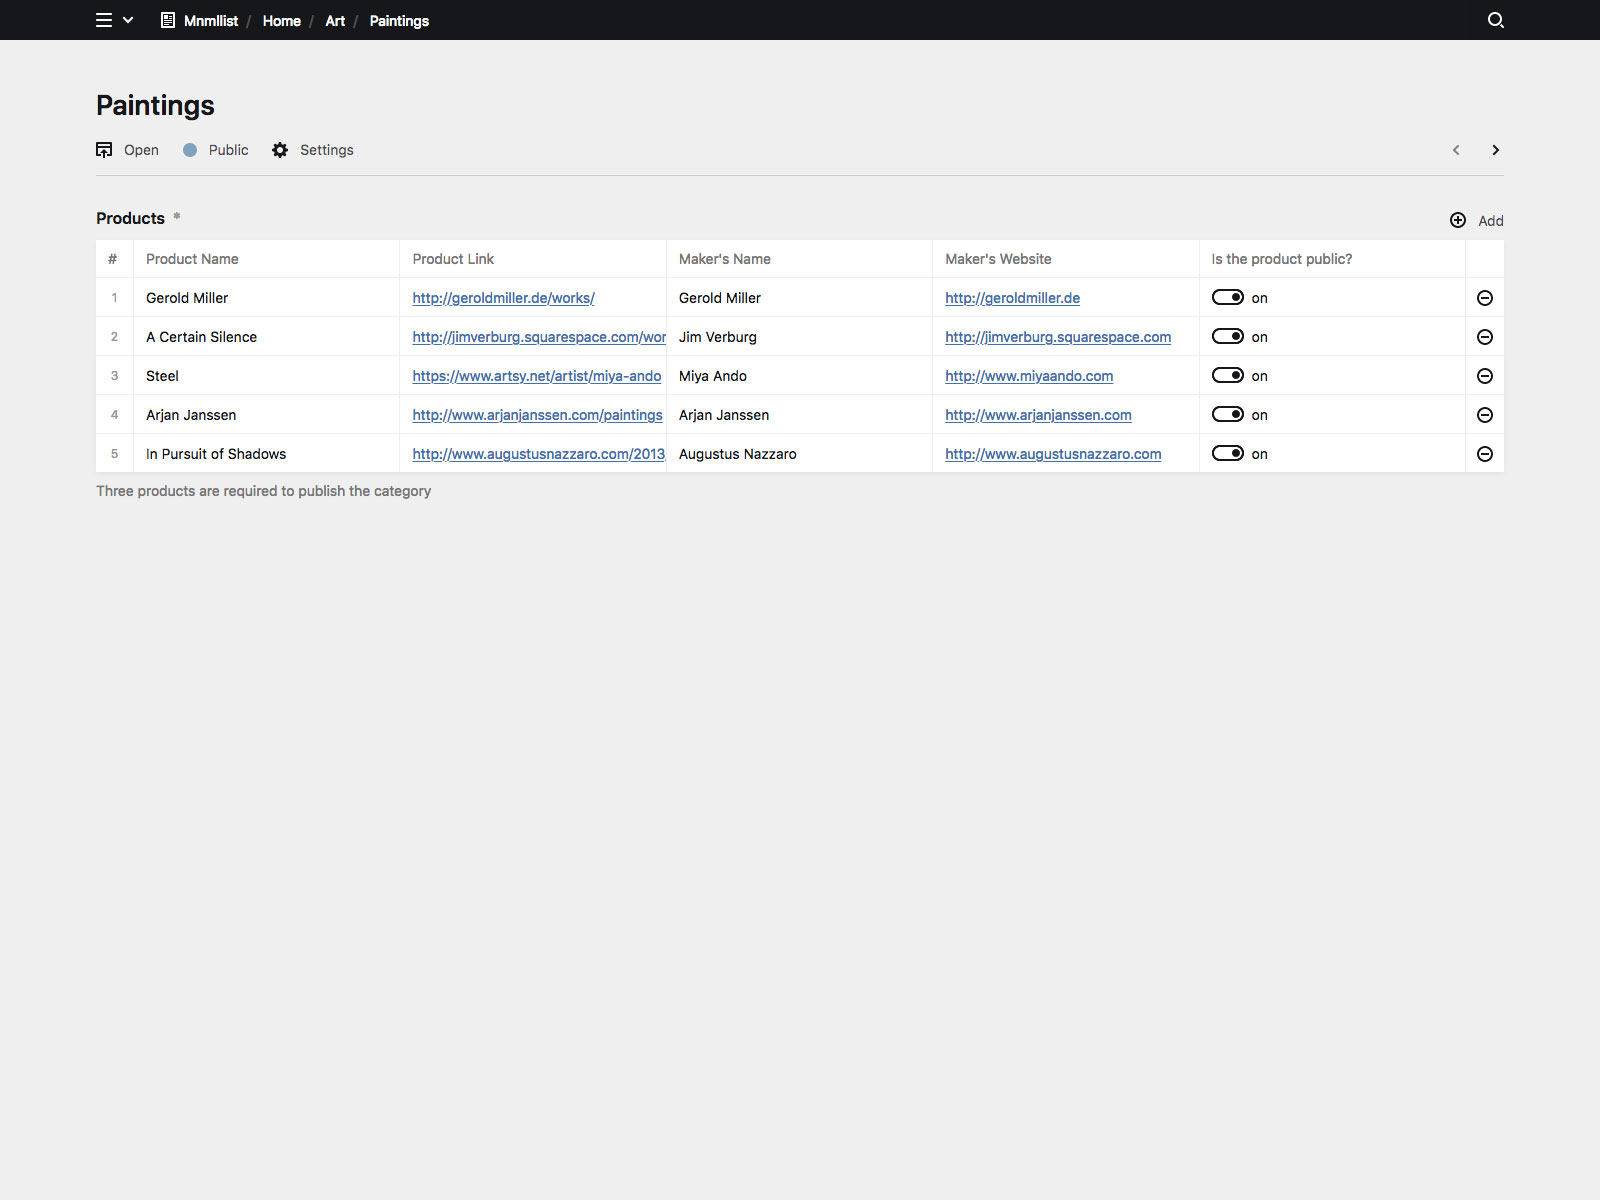 Mnmllist / Home / Art / Paintings
Paintings
Open Public Settings
Products *
Add
# Product Name Product Link Maker's Name Maker's Website Is the product public?
1 Gerold Miller http://geroldmiller.de/works/ Gerold Miller http://geroldmiller.de on
2 A Certain Silence http://jimverburg.squarespace.com/wor Jim Verburg http://jimverburg.squarespace.com on
3 Steel https://www.artsy.net/artist/miya-ando Miya Ando http://www.miyaando.com on
4 Arjan Janssen http://www.arjanjanssen.com/paintings Arjan Janssen http://www.arjanjanssen.com on
5 In Pursuit of Shadows http://www.augustusnazzaro.com/2013 Augustus Nazzaro http://www.augustusnazzaro.com on
Three products are required to publish the category